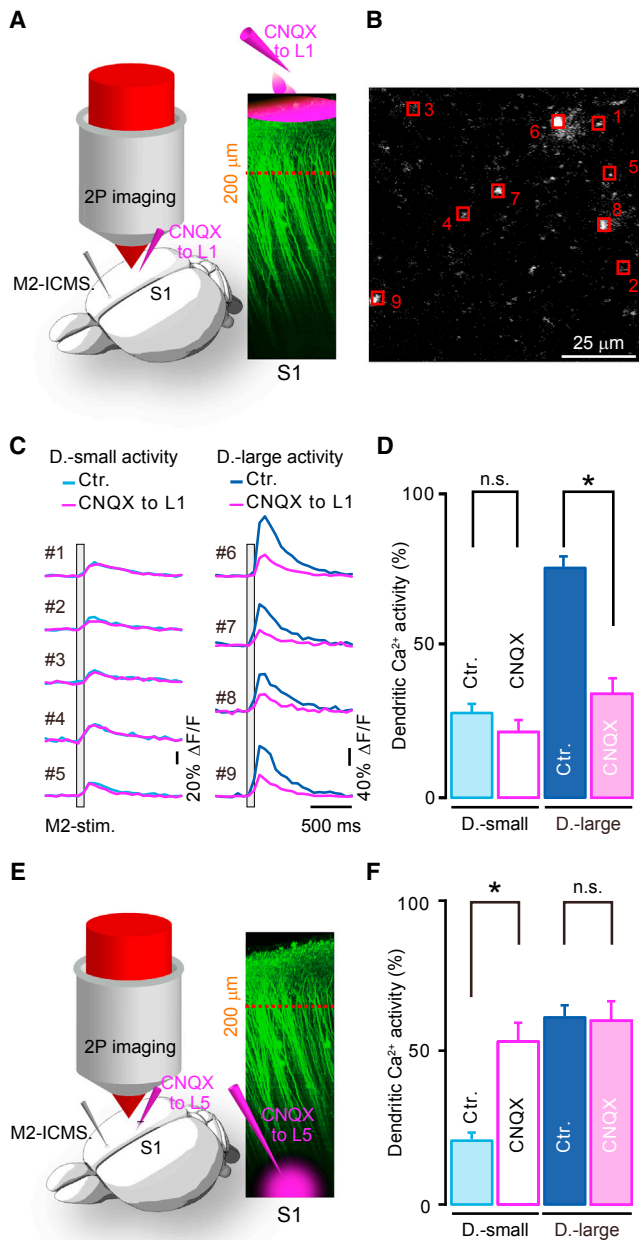 A
CNQX
to L1
2P imaging
CNQX
to L1
M2-ICMS.
S1
200 µm
S1
B
3
1
6
5
7
4
8
2
9
25 µm
C
D.-small activity
Ctr.
CNQX to L1
D.-large activity
Ctr.
CNQX to L1
#1
#2
#3
#4
#5
20% ΔF/F
M2-stim.
#6
#7
#8
#9
40% ΔF/F
500 ms
D
n.s.
*
100
50
0
Dendritic Ca²⁺ activity (%)
Ctr.
CNQX
Ctr.
CNQX
D.-small
D.-large
E
2P imaging
CNQX
to L5
M2-ICMS.
S1
200 µm
CNQX
to L5
S1
F
*
n.s.
100
50
0
Dendritic Ca²⁺ activity (%)
Ctr.
CNQX
Ctr.
CNQX
D.-small
D.-large